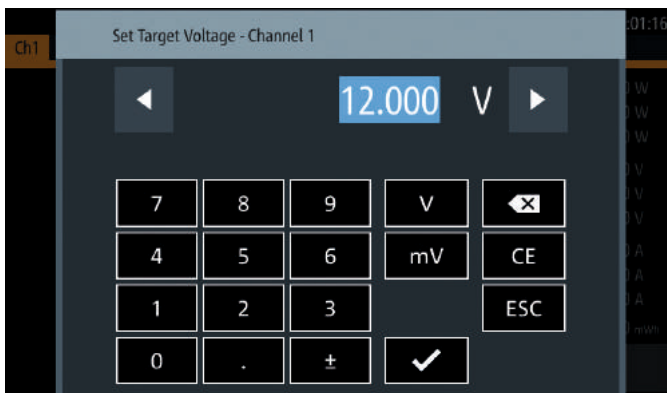 :01:16
Set Target Voltage - Channel 1
Ch1
12.000 V
W
W
W
V
V
V
A
A
A
mWh
7 8 9 V
4 5 6 mV CE
1 2 3 ESC
0 . ±